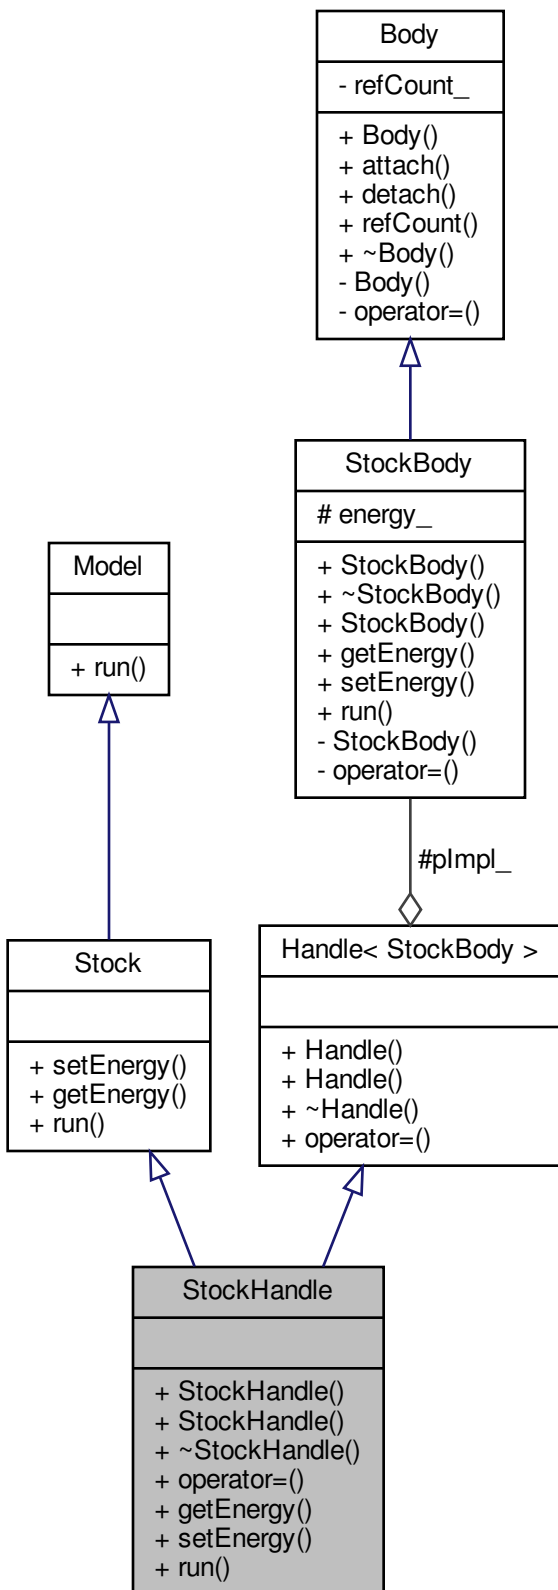 Body
- refCount_
+ Body()
+ attach()
+ detach()
+ refCount()
+ ~Body()
- Body()
- operator=()
StockBody
# energy_
+ StockBody()
+ ~StockBody()
+ StockBody()
+ getEnergy()
+ setEnergy()
+ run()
- StockBody()
- operator=()
Model
+ run()
#pImpl_
Stock
+ setEnergy()
+ getEnergy()
+ run()
Handle< StockBody >
+ Handle()
+ Handle()
+ ~Handle()
+ operator=()
StockHandle
+ StockHandle()
+ StockHandle()
+ ~StockHandle()
+ operator=()
+ getEnergy()
+ setEnergy()
+ run()